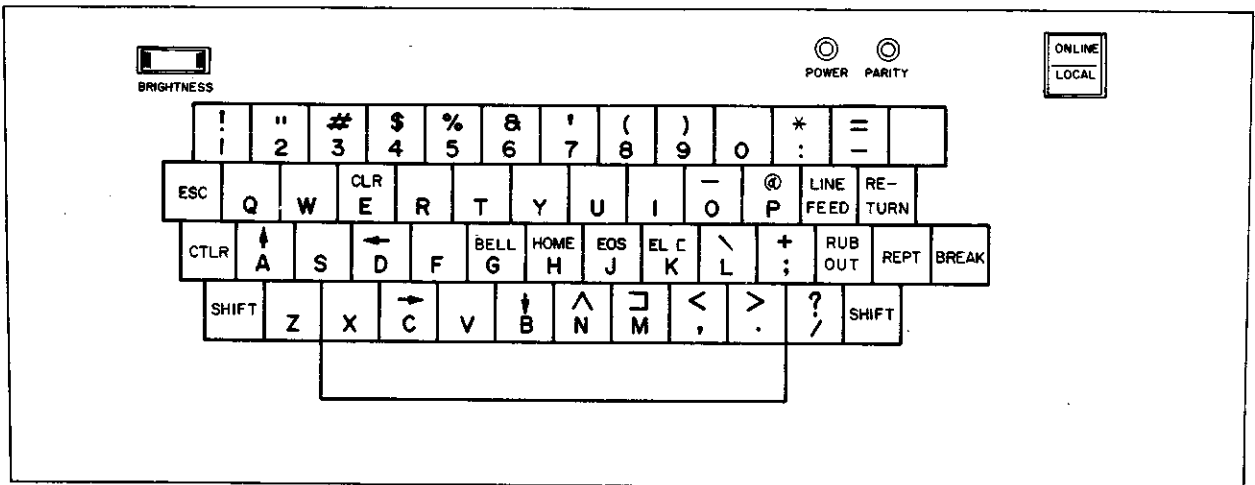 ONLINE
LOCAL
POWER PARITY
BRIGHTNESS
! " # $ % & ' ( ) * =
1 2 3 4 5 6 7 8 9 0 : -
CLR — @ LINE RE-
ESC Q W E R T Y U I O P FEED TURN
↑ ← BELL HOME EOS EL [ \ + RUB
CTLR A S D F G H J K L ; OUT REPT BREAK
→ ↓ ∧ ] < > ?
SHIFT Z X C V B N M , . / SHIFT